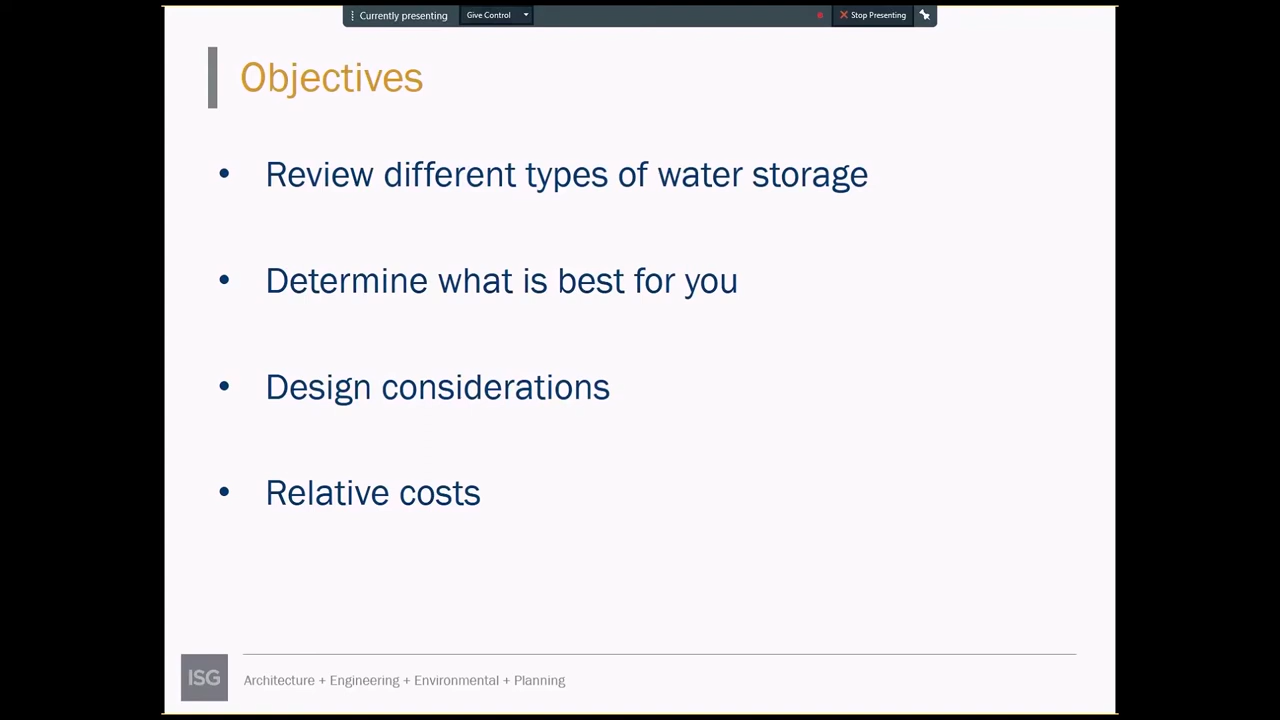 Currently presenting Give Control Stop Presenting
Objectives
• Review different types of water storage
• Determine what is best for you
• Design considerations
• Relative costs
ISG
Architecture + Engineering + Environmental + Planning